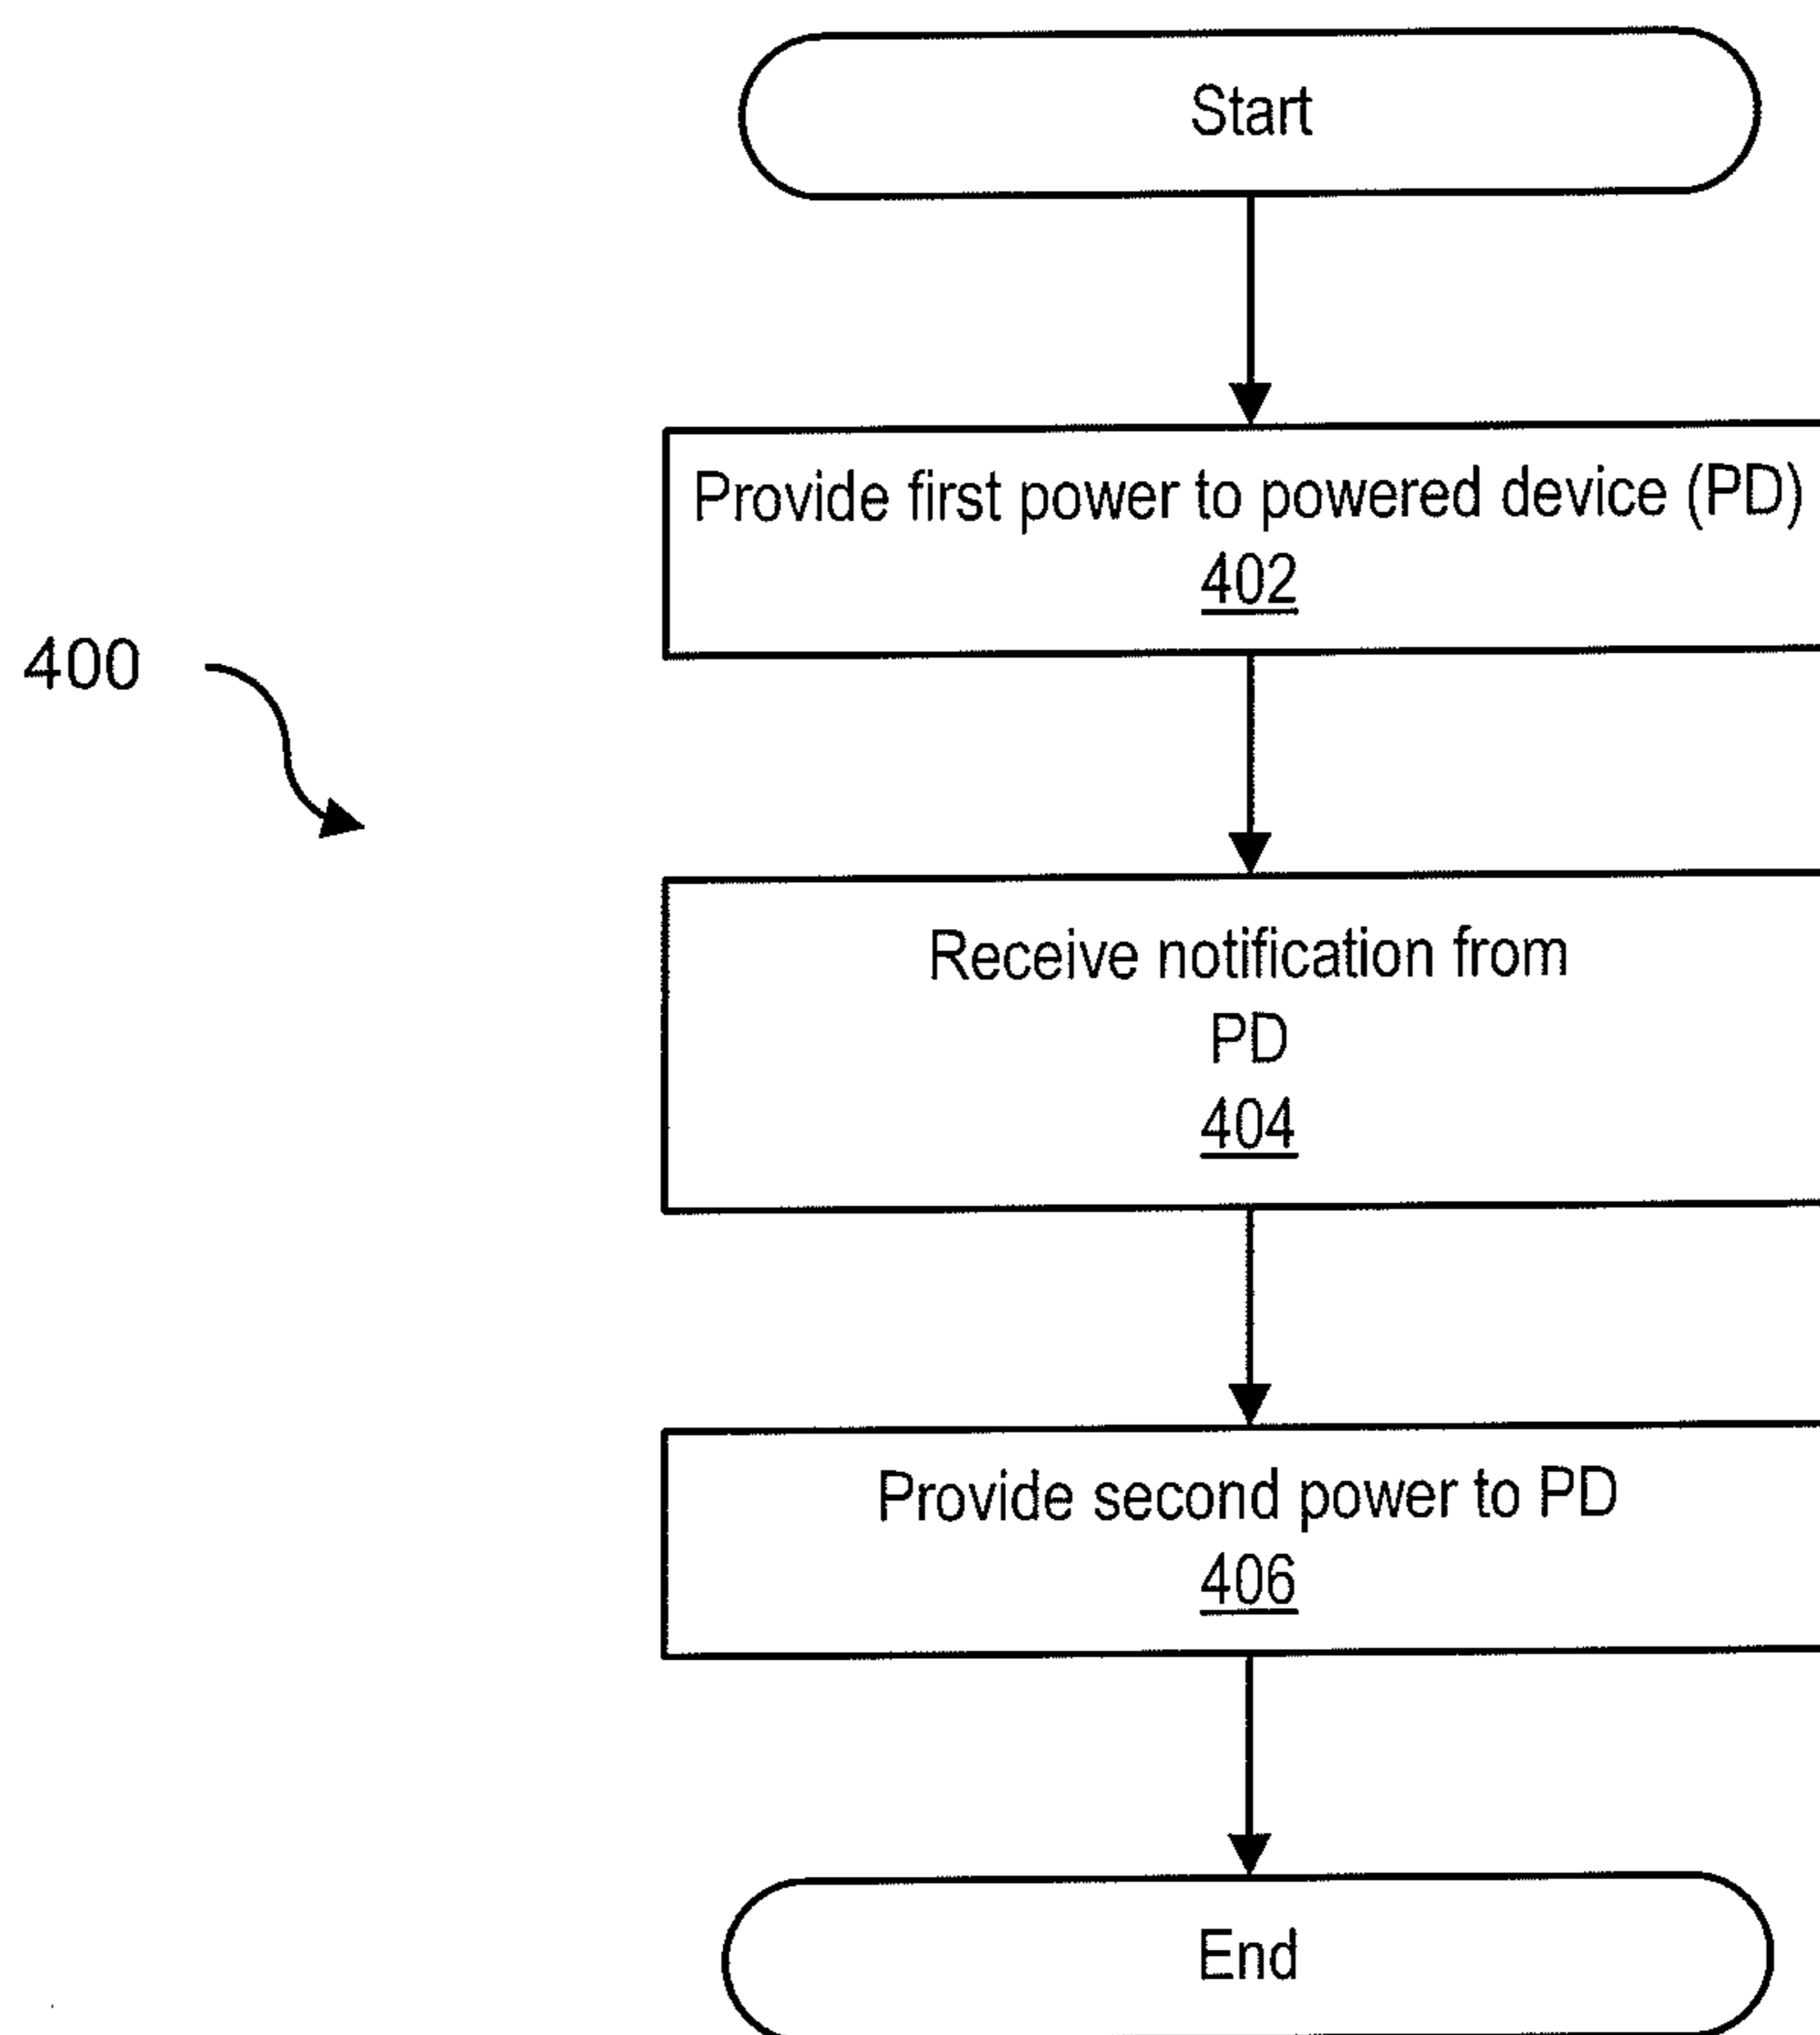 Start
Provide first power to powered device (PD)
402
400
Receive notification from
PD
404
Provide second power to PD
406
End